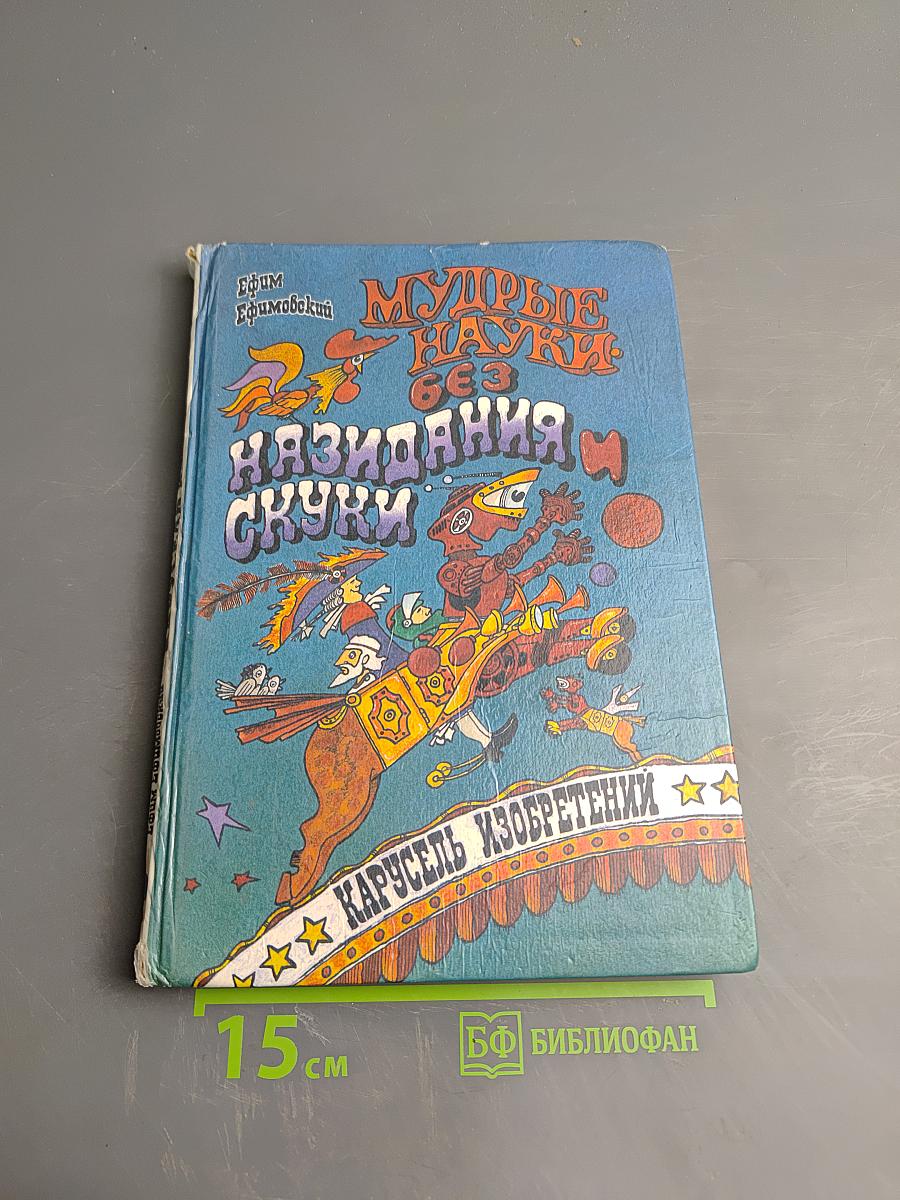 Ефим
Ефимовский
МУДРЫЕ
НАУКИ
БЕЗ
НАЗИДАНИЯ И
СКУКИ
КАРУСЕЛЬ ИЗОБРЕТЕНИЙ
15 см
БФ БИБЛИОФАН